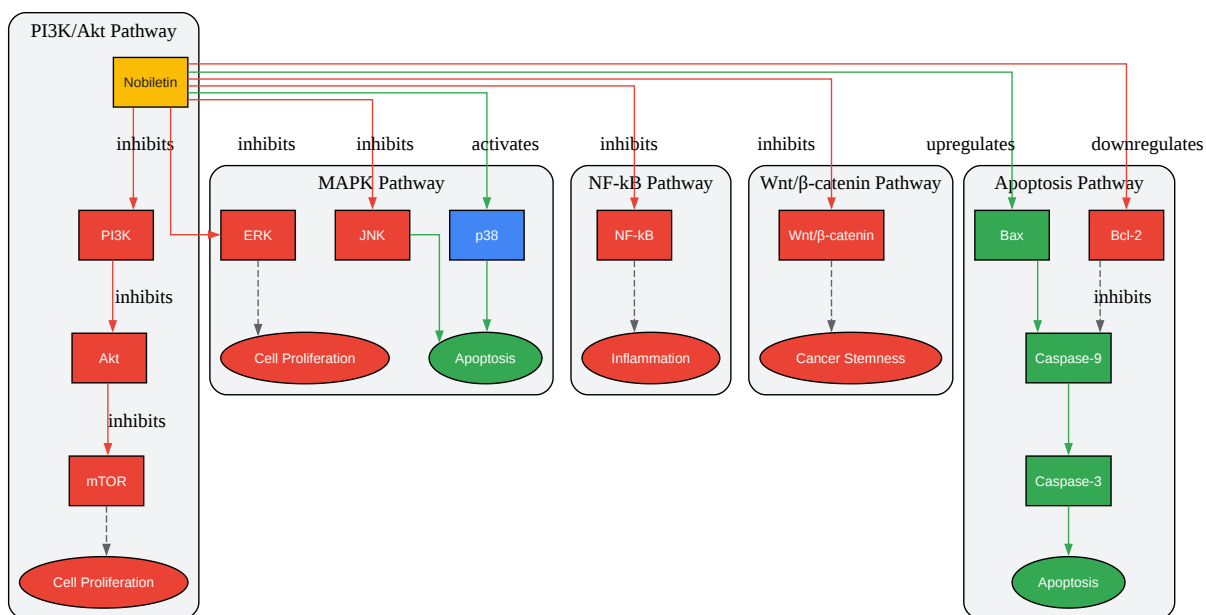 PI3K/Akt Pathway
Nobiletin
inhibits
inhibits
inhibits
activates
inhibits
inhibits
upregulates
downregulates
MAPK Pathway
NF-kB Pathway
Wnt/β-catenin Pathway
Apoptosis Pathway
PI3K
ERK
JNK
p38
NF-kB
Wnt/β-catenin
Bax
Bcl-2
inhibits
inhibits
Akt
Cell Proliferation
Apoptosis
Inflammation
Cancer Stemness
Caspase-9
inhibits
mTOR
Caspase-3
Cell Proliferation
Apoptosis